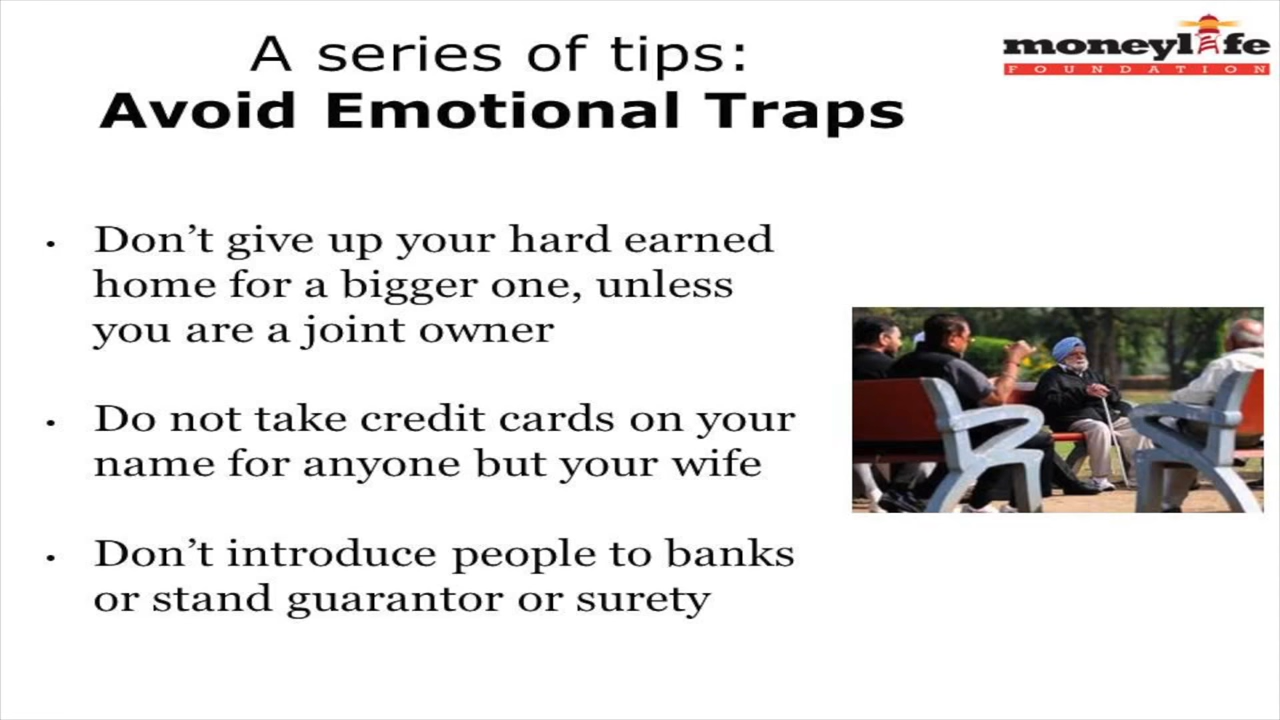 A series of tips:
Avoid Emotional Traps
moneylife
FOUNDATION
• Don’t give up your hard earned
home for a bigger one, unless
you are a joint owner
• Do not take credit cards on your
name for anyone but your wife
• Don’t introduce people to banks
or stand guarantor or surety